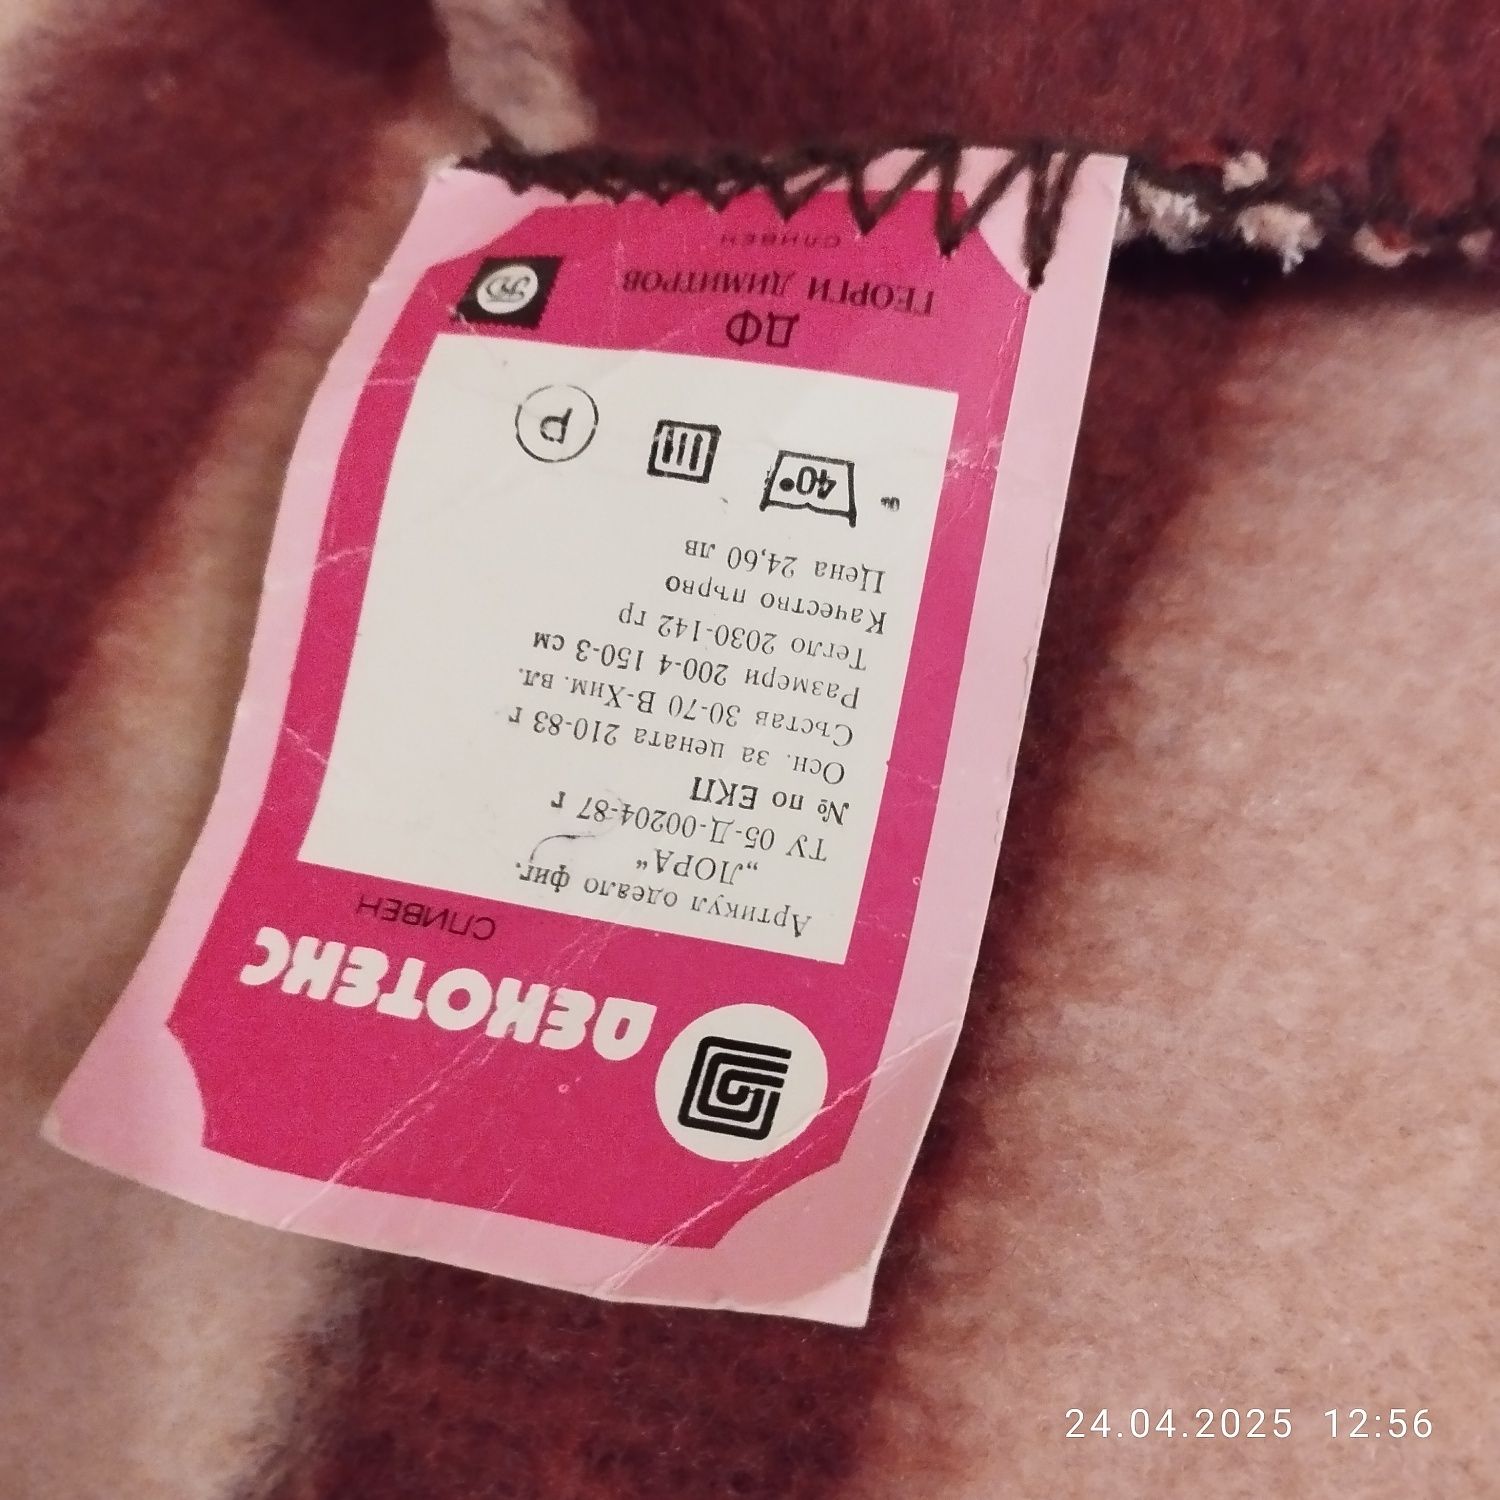 ДЕКОТЕКС
СЛИВЕН
Артикул одеяло фиг.
„ЛОРА“
ТУ 05-Д-00204-87 г
№ по ЕКП
Осн. за цената 210-83 г
Състав 30-70 В-Хим. вл.
Размери 200-4 150-3 см
Тегло 2030-142 гр
Качество първо
Цена 24,60 лв
40°
P
ДФ
ГЕОРГИ ДИМИТРОВ
СЛИВЕН
24.04.2025 12:56